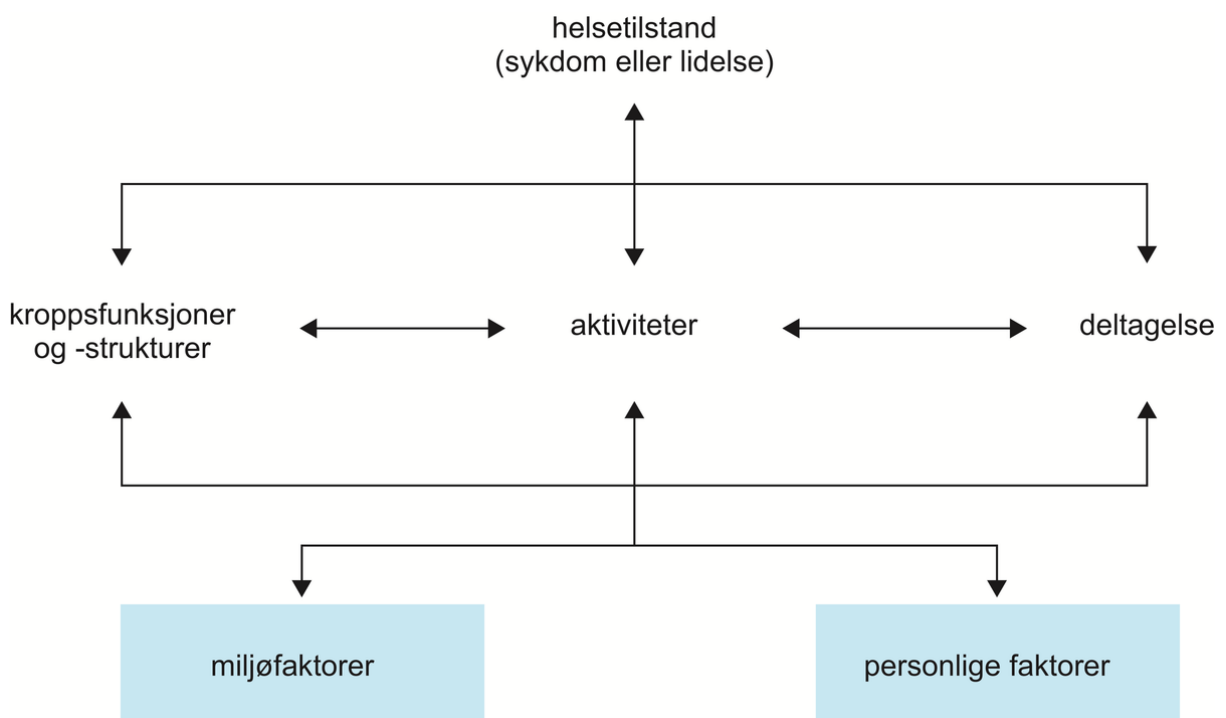 helsetilstand
(sykdom eller lidelse)
kroppsfunksjoner
og -strukturer
aktiviteter
deltagelse
miljøfaktorer
personlige faktorer